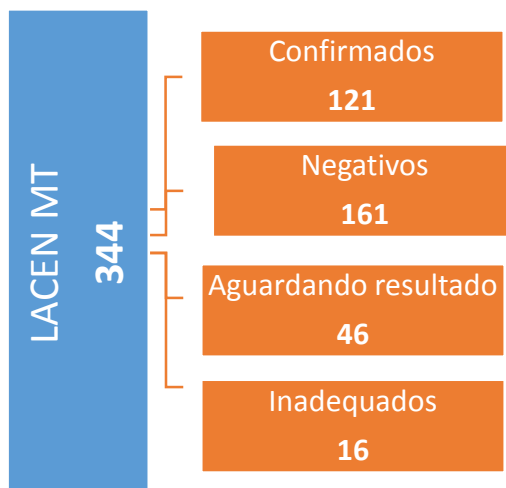 LACEN MT
344
Confirmados
121
Negativos
161
Aguardando resultado
46
Inadequados
16